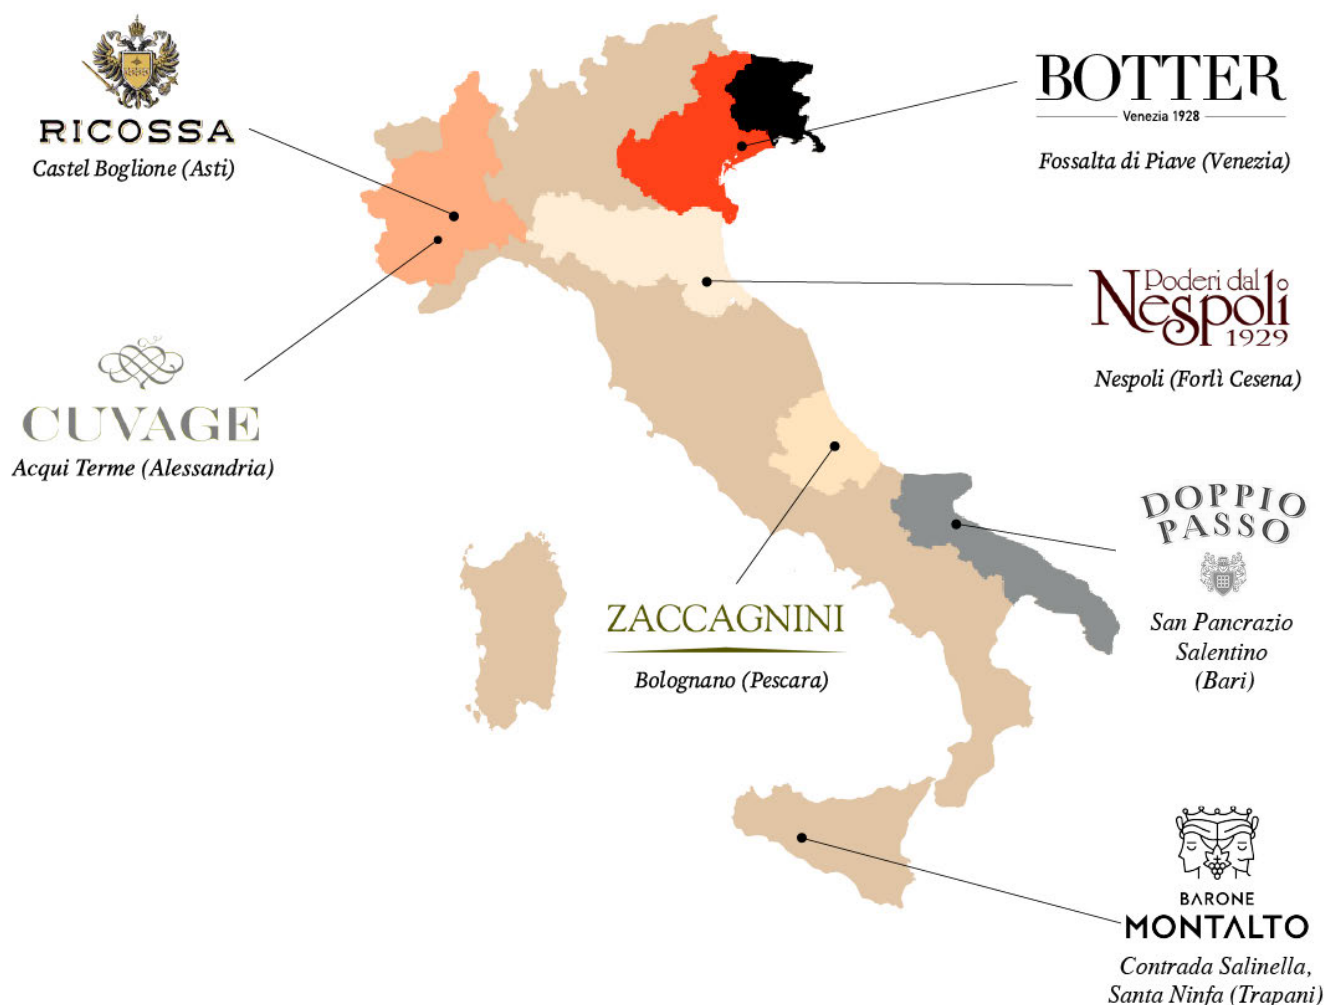 RICOSSA
Castel Boglione (Asti)
BOTTER
Venezia 1928
Fossalta di Piave (Venezia)
Poderi dal
Nespoli
1929
Nespoli (Forlì Cesena)
CUVAGE
Acqui Terme (Alessandria)
DOPPIO
PASSO
San Pancrazio
Salentino
(Bari)
ZACCAGNINI
Bolognano (Pescara)
BARONE
MONTALTO
Contrada Salinella,
Santa Ninfa (Trapani)